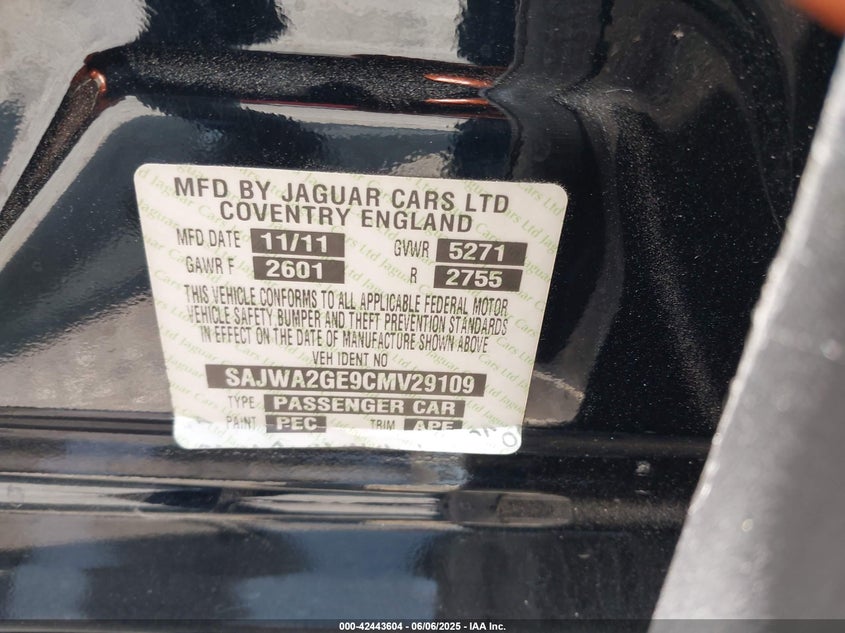 MFD BY JAGUAR CARS LTD
COVENTRY ENGLAND
MFD DATE 11/11 GVWR 5271
GAWR F 2601 R 2755
THIS VEHICLE CONFORMS TO ALL APPLICABLE FEDERAL MOTOR
VEHICLE SAFETY BUMPER AND THEFT PREVENTION STANDARDS
IN EFFECT ON THE DATE OF MANUFACTURE SHOWN ABOVE
VEH IDENT NO
SAJWA2GE9CMV29109
TYPE PASSENGER CAR
PAINT PEC TRIM APE
000-42443604 - 06/06/2025 - IAA Inc.